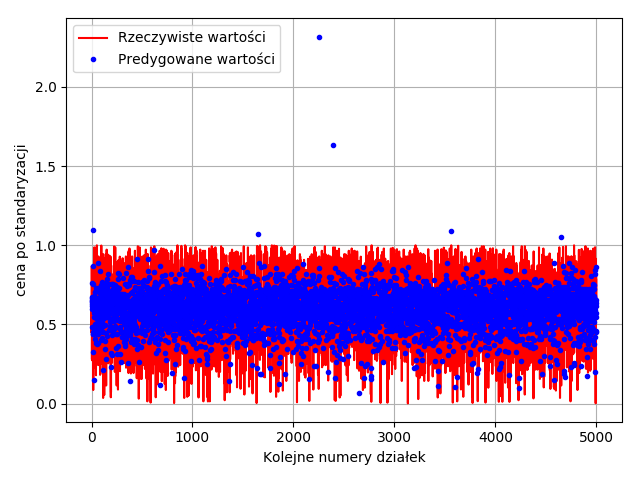 Rzeczywiste wartości
Predygowane wartości
2.0
1.5
1.0
0.5
0.0
cena po standaryzacji
0 1000 2000 3000 4000 5000
Kolejne numery działek